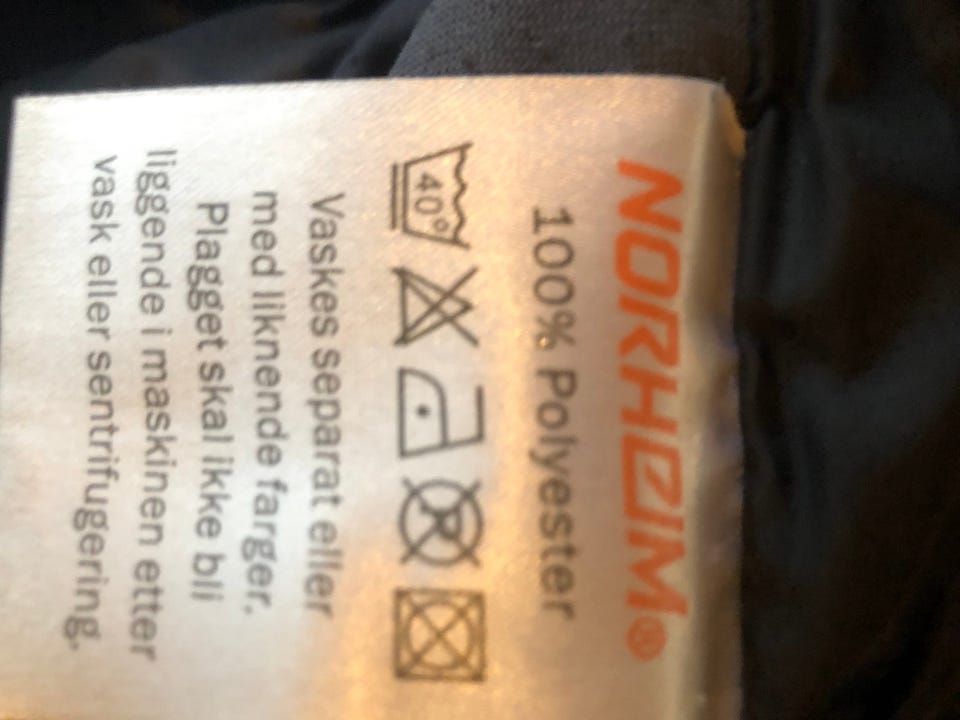 NORHEIM®
100% Polyester
40°
P
Vaskes separat eller
med liknende farger.
Plagget skal ikke bli
liggende i maskinen etter
vask eller sentrifugering.